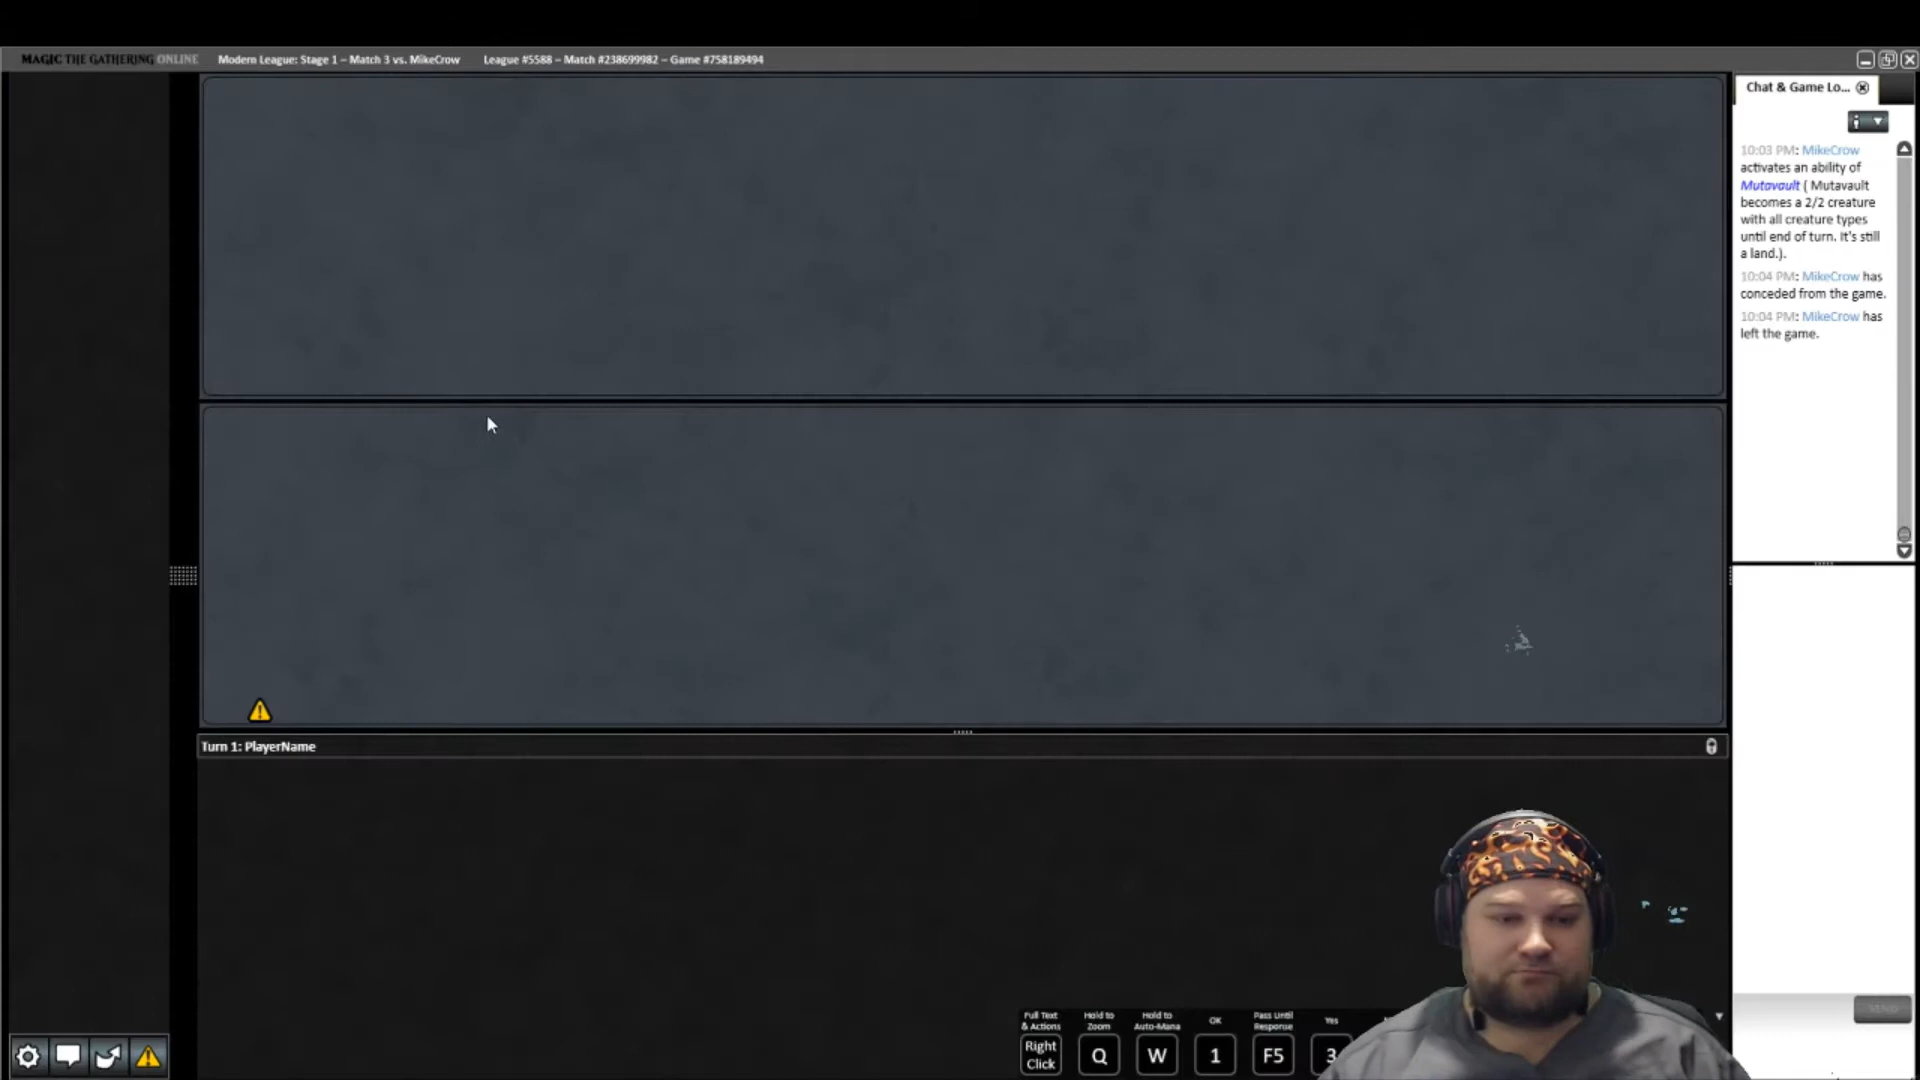 MAGIC THE GATHERING ONLINE
Modern League: Stage 1 – Match 3 vs. MikeCrow
League #5588 – Match #238699982 – Game #758189494
Chat & Game Lo...
10:03 PM: MikeCrow
activates an ability of
Mutavault ( Mutavault
becomes a 2/2 creature
with all creature types
until end of turn. It's still
a land.).
10:04 PM: MikeCrow has
conceded from the game.
10:04 PM: MikeCrow has
left the game.
Turn 1: PlayerName
Full Text
& Actions
Right
Click
Hold to
Zoom
Q
Hold to
Auto-Mana
W
OK
1
Pass Until
Response
F5
Yes
3